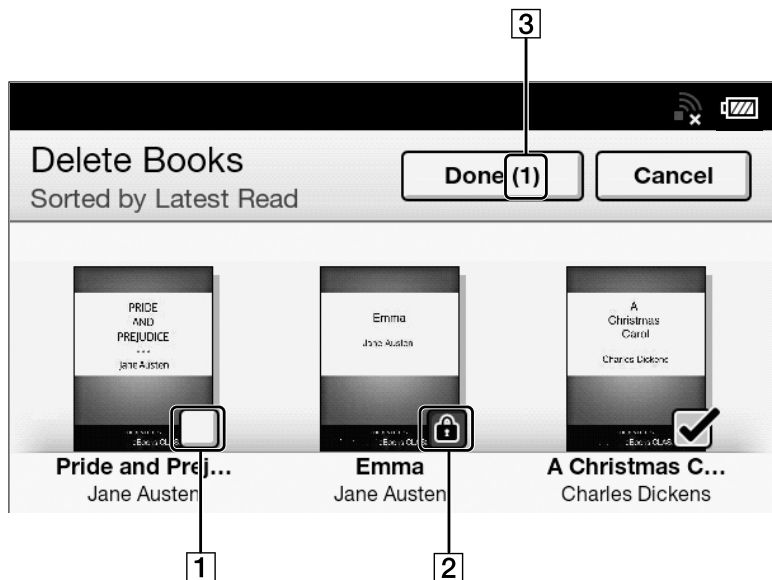 3
Delete Books
Sorted by Latest Read
Done (1)
Cancel
PRIDE
AND
PREJUDICE
Jane Austen
Emma
Jane Austen
A
Christmas
Carol
Charles Dickens
Pride and Prej...
Jane Austen
Emma
Jane Austen
A Christmas C...
Charles Dickens
1
2